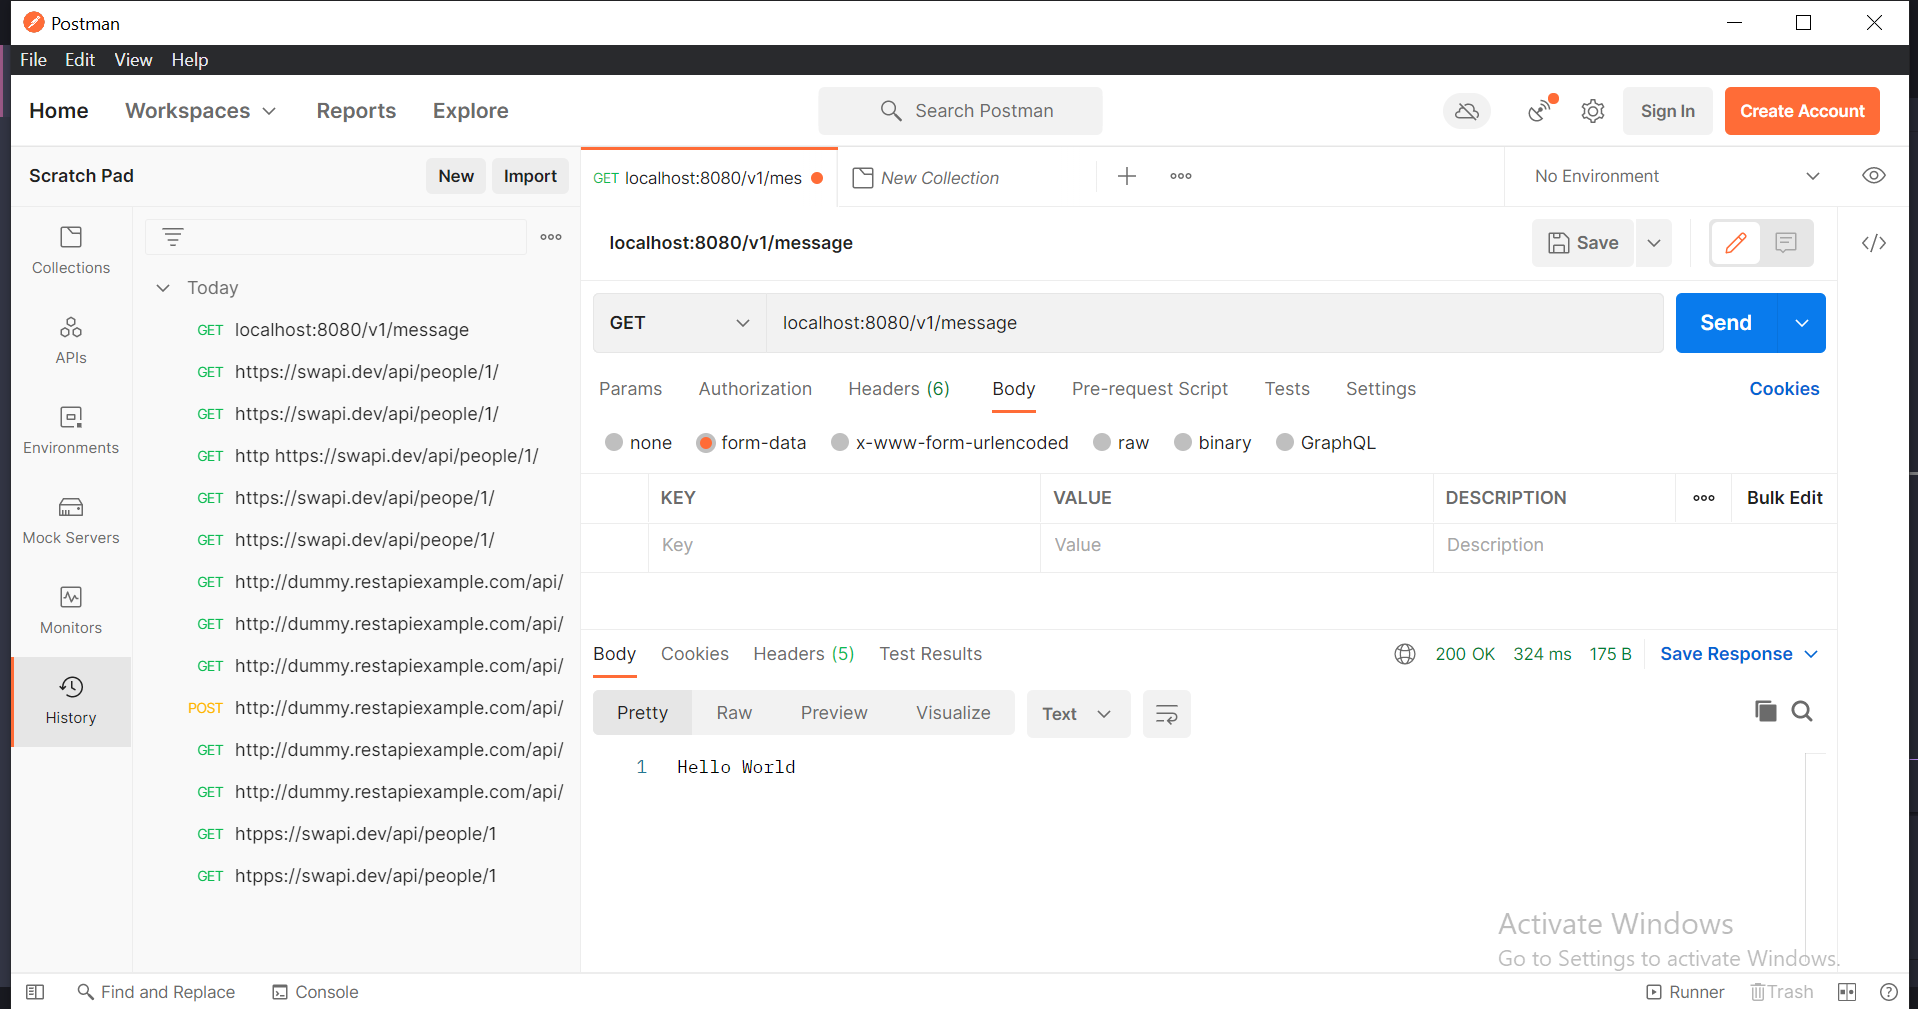 Postman
File Edit View Help
Home Workspaces Reports Explore Search Postman Sign In Create Account
Scratch Pad New Import
GET localhost:8080/v1/mes New Collection No Environment
localhost:8080/v1/message Save
Collections
APIs
Environments
Mock Servers
Monitors
History
Today
GET localhost:8080/v1/message
GET https://swapi.dev/api/people/1/
GET https://swapi.dev/api/people/1/
GET http https://swapi.dev/api/people/1/
GET https://swapi.dev/api/peope/1/
GET https://swapi.dev/api/peope/1/
GET http://dummy.restapiexample.com/api/
GET http://dummy.restapiexample.com/api/
GET http://dummy.restapiexample.com/api/
POST http://dummy.restapiexample.com/api/
GET http://dummy.restapiexample.com/api/
GET http://dummy.restapiexample.com/api/
GET htpps://swapi.dev/api/people/1
GET htpps://swapi.dev/api/people/1
GET localhost:8080/v1/message Send
Params Authorization Headers (6) Body Pre-request Script Tests Settings Cookies
none form-data x-www-form-urlencoded raw binary GraphQL
KEY VALUE DESCRIPTION Bulk Edit
Key Value Description
Body Cookies Headers (5) Test Results 200 OK 324 ms 175 B Save Response
Pretty Raw Preview Visualize Text
1 Hello World
Activate Windows
Go to Settings to activate Windows.
Find and Replace Console Runner Trash